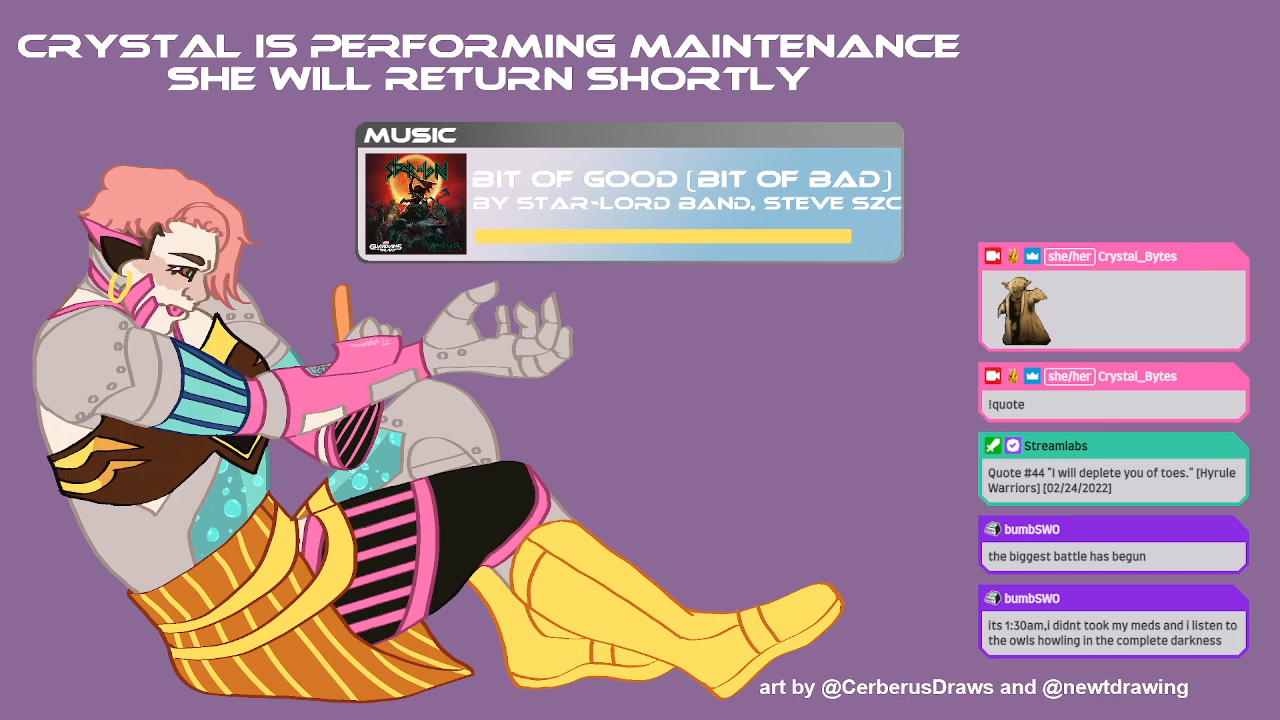 CRYSTAL IS PERFORMING MAINTENANCE
SHE WILL RETURN SHORTLY
MUSIC
STAR-LORD
GUARDIANS
BIT OF GOOD (BIT OF BAD)
BY STAR-LORD BAND, STEVE SZC
she/her Crystal_Bytes
she/her Crystal_Bytes
!quote
Streamlabs
Quote #44 "I will deplete you of toes." [Hyrule
Warriors] [02/24/2022]
bumbSWO
the biggest battle has begun
bumbSWO
its 1:30am,i didnt took my meds and i listen to
the owls howling in the complete darkness
art by @CerberusDraws and @newtdrawing